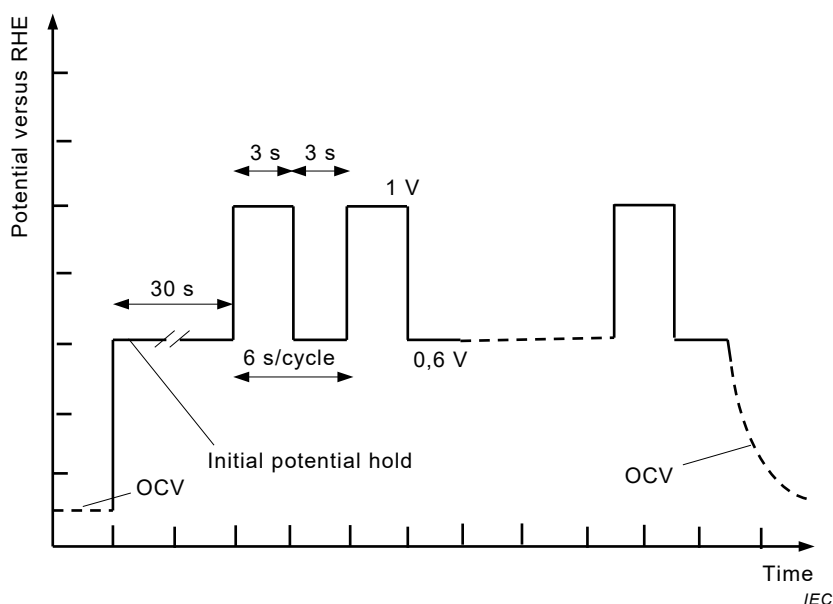 Potential versus RHE
3 s
3 s
1 V
30 s
6 s/cycle
0,6 V
Initial potential hold
OCV
OCV
Time
IEC